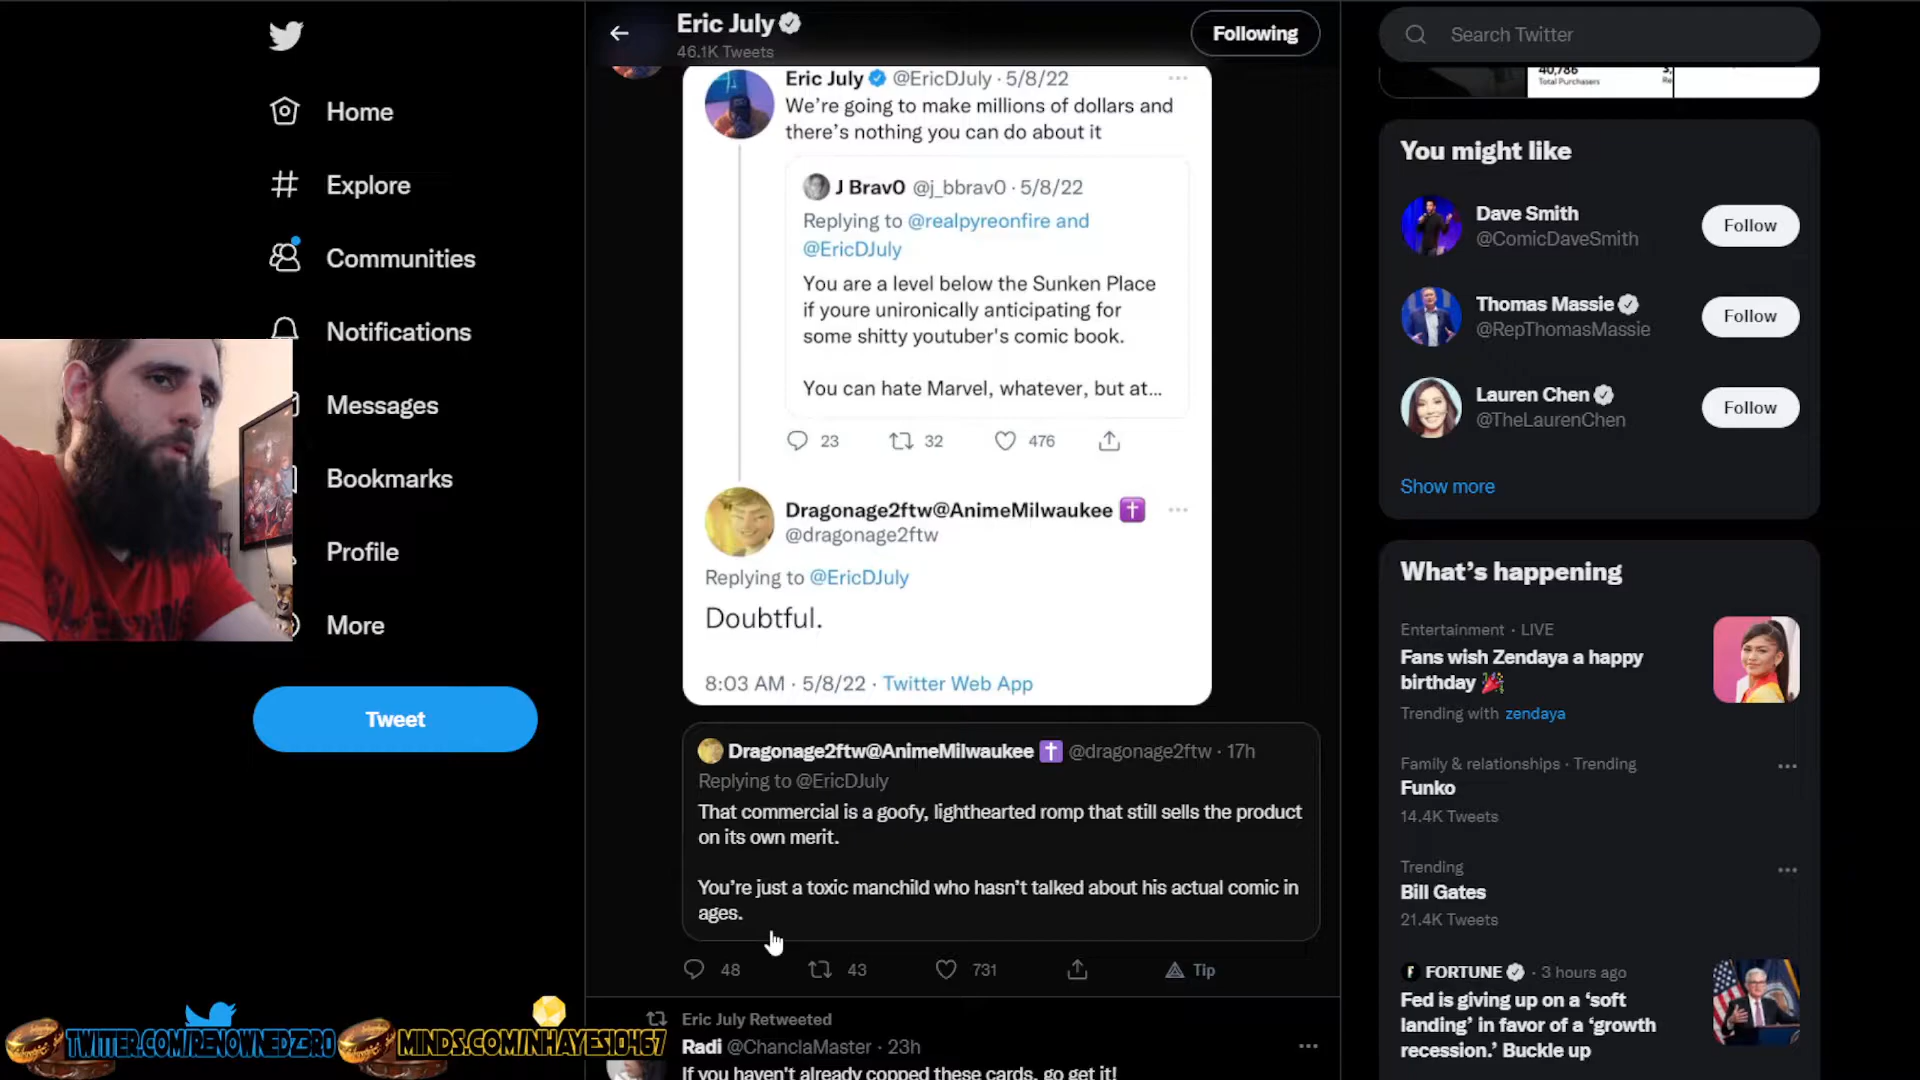 Home
Explore
Communities
Notifications
Messages
Bookmarks
Profile
More
Tweet
TWITTER.COM/RENOWNEDZ3R0
MINDS.COM/NHAYES10467
Eric July
46.1K Tweets
Following
Eric July @EricDJuly · 5/8/22
We're going to make millions of dollars and
there's nothing you can do about it
J Brav0 @j_bbrav0 · 5/8/22
Replying to @realpyreonfire and
@EricDJuly
You are a level below the Sunken Place
if youre unironically anticipating for
some shitty youtuber's comic book.
You can hate Marvel, whatever, but at...
23 32 476
Dragonage2ftw@AnimeMilwaukee
@dragonage2ftw
Replying to @EricDJuly
Doubtful.
8:03 AM · 5/8/22 · Twitter Web App
Dragonage2ftw@AnimeMilwaukee @dragonage2ftw · 17h
Replying to @EricDJuly
That commercial is a goofy, lighthearted romp that still sells the product
on its own merit.
You're just a toxic manchild who hasn't talked about his actual comic in
ages.
48 43 731 Tip
Eric July Retweeted
Radi @ChanclaMaster · 23h
If you haven't already copped these cards, go get it!
Search Twitter
40,786
Total Purchasers
You might like
Dave Smith
@ComicDaveSmith
Follow
Thomas Massie
@RepThomasMassie
Follow
Lauren Chen
@TheLaurenChen
Follow
Show more
What's happening
Entertainment · LIVE
Fans wish Zendaya a happy
birthday
Trending with zendaya
Family & relationships · Trending
Funko
14.4K Tweets
Trending
Bill Gates
21.4K Tweets
FORTUNE · 3 hours ago
Fed is giving up on a 'soft
landing' in favor of a 'growth
recession.' Buckle up